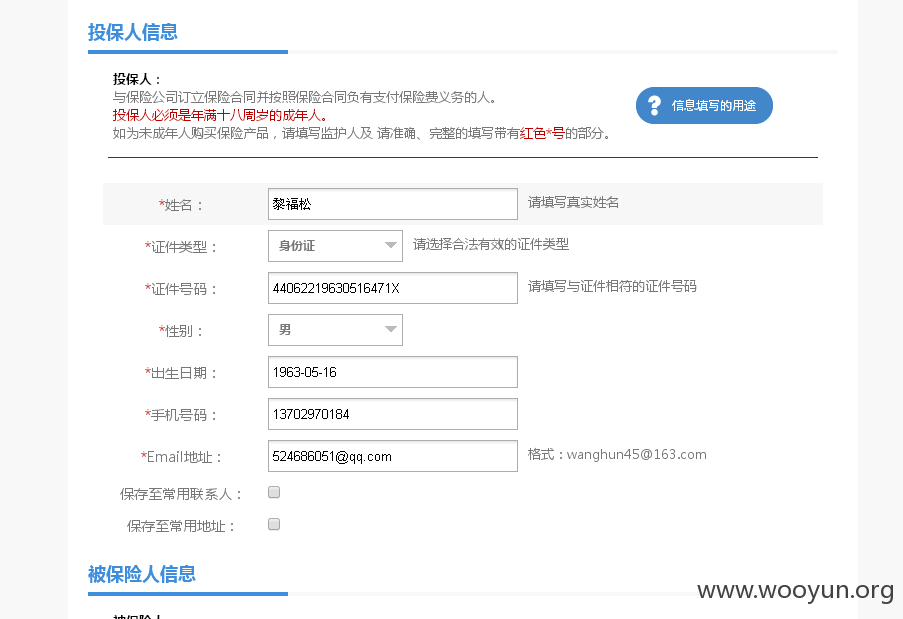 投保人信息
投保人：
与保险公司订立保险合同并按照保险合同负有支付保险费义务的人。
投保人必须是年满十八周岁的成年人。
如为未成年人购买保险产品，请填写监护人及 请准确、完整的填写带有红色*号的部分。
? 信息填写的用途
*姓名： 黎福松 请填写真实姓名
*证件类型： 身份证 请选择合法有效的证件类型
*证件号码： 44062219630516471X 请填写与证件相符的证件号码
*性别： 男
*出生日期： 1963-05-16
*手机号码： 13702970184
*Email地址： 524686051@qq.com 格式：wanghun45@163.com
保存至常用联系人：
保存至常用地址：
被保险人信息
www.wooyun.org
被保险人